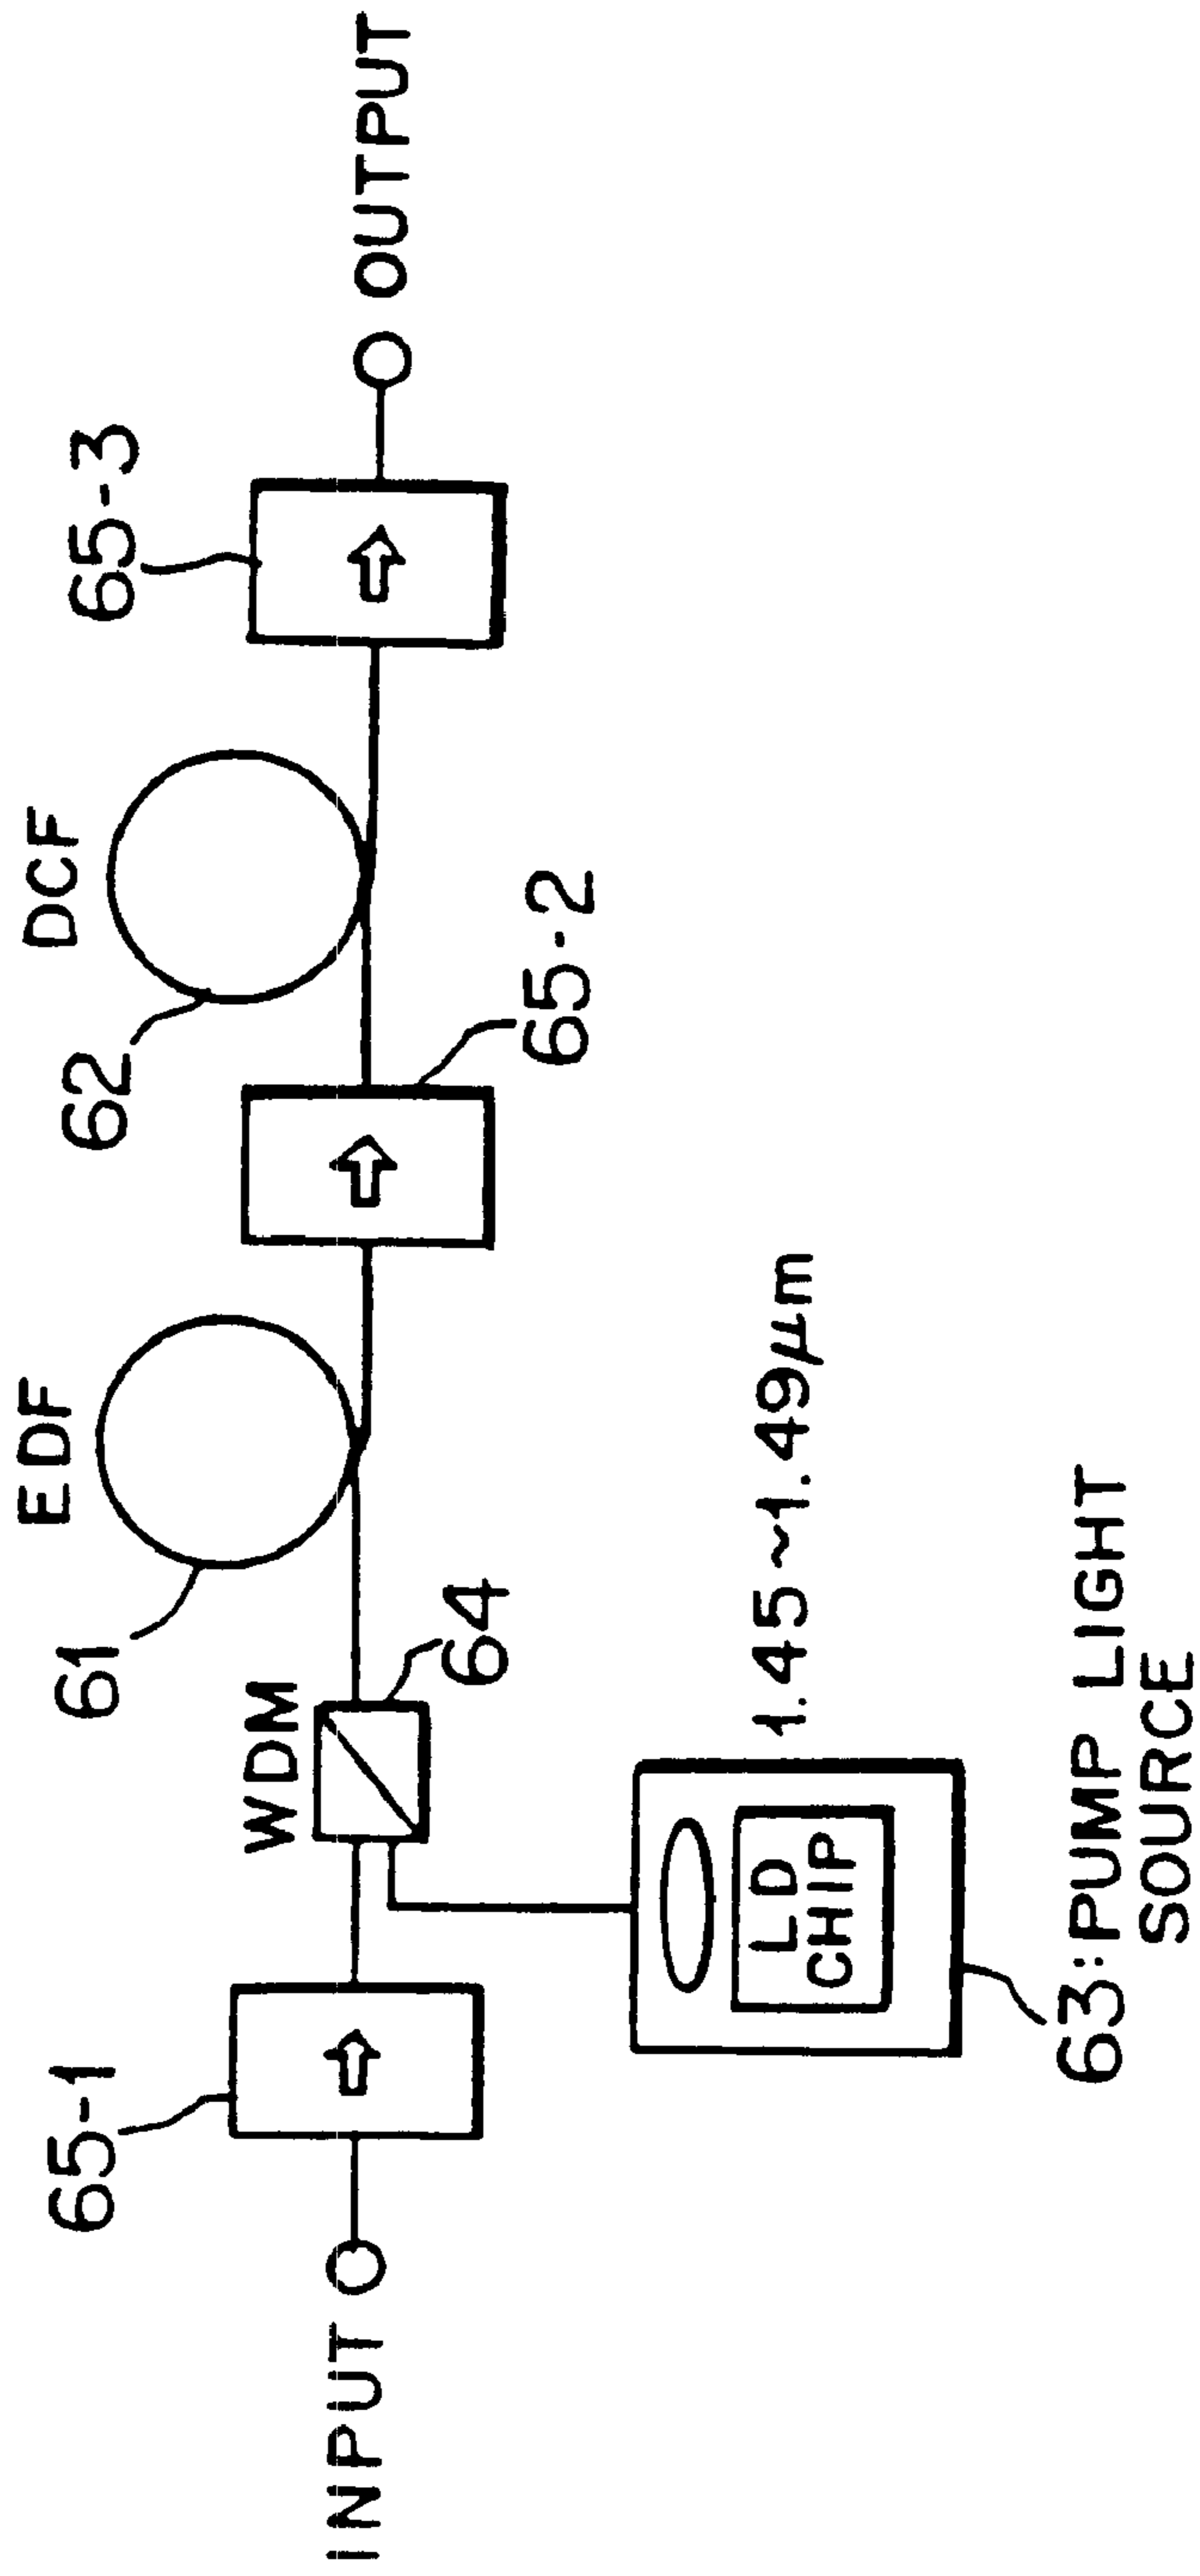 EDF
DCF
61
62
65-3
65-1
WDM
64
65-2
INPUT
OUTPUT
LD
CHIP
1.45~1.49μm
63:PUMP LIGHT
SOURCE